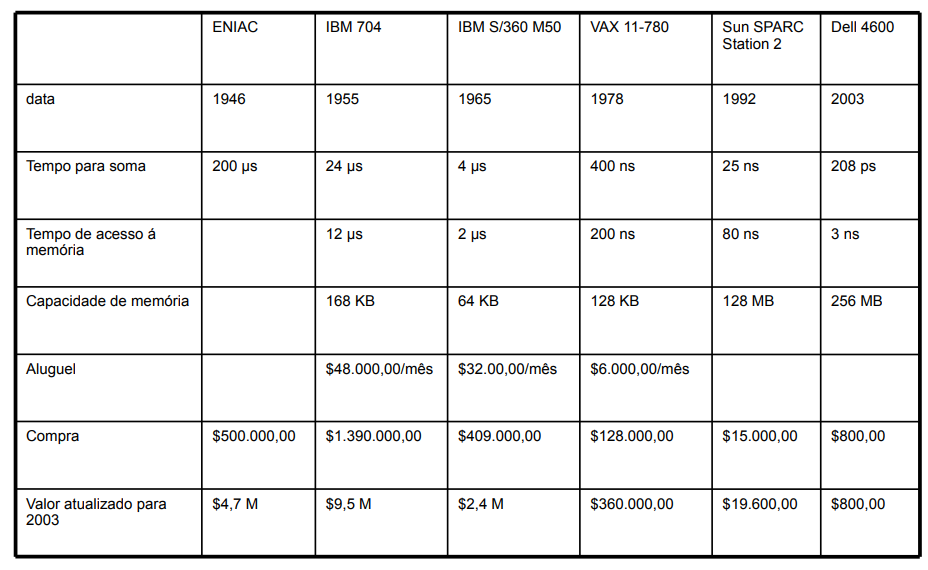 ENIAC IBM 704 IBM S/360 M50 VAX 11-780 Sun SPARC Station 2 Dell 4600
data 1946 1955 1965 1978 1992 2003
Tempo para soma 200 µs 24 µs 4 µs 400 ns 25 ns 208 ps
Tempo de acesso á memória 12 µs 2 µs 200 ns 80 ns 3 ns
Capacidade de memória 168 KB 64 KB 128 KB 128 MB 256 MB
Aluguel $48.000,00/mês $32.00,00/mês $6.000,00/mês
Compra $500.000,00 $1.390.000,00 $409.000,00 $128.000,00 $15.000,00 $800,00
Valor atualizado para 2003 $4,7 M $9,5 M $2,4 M $360.000,00 $19.600,00 $800,00